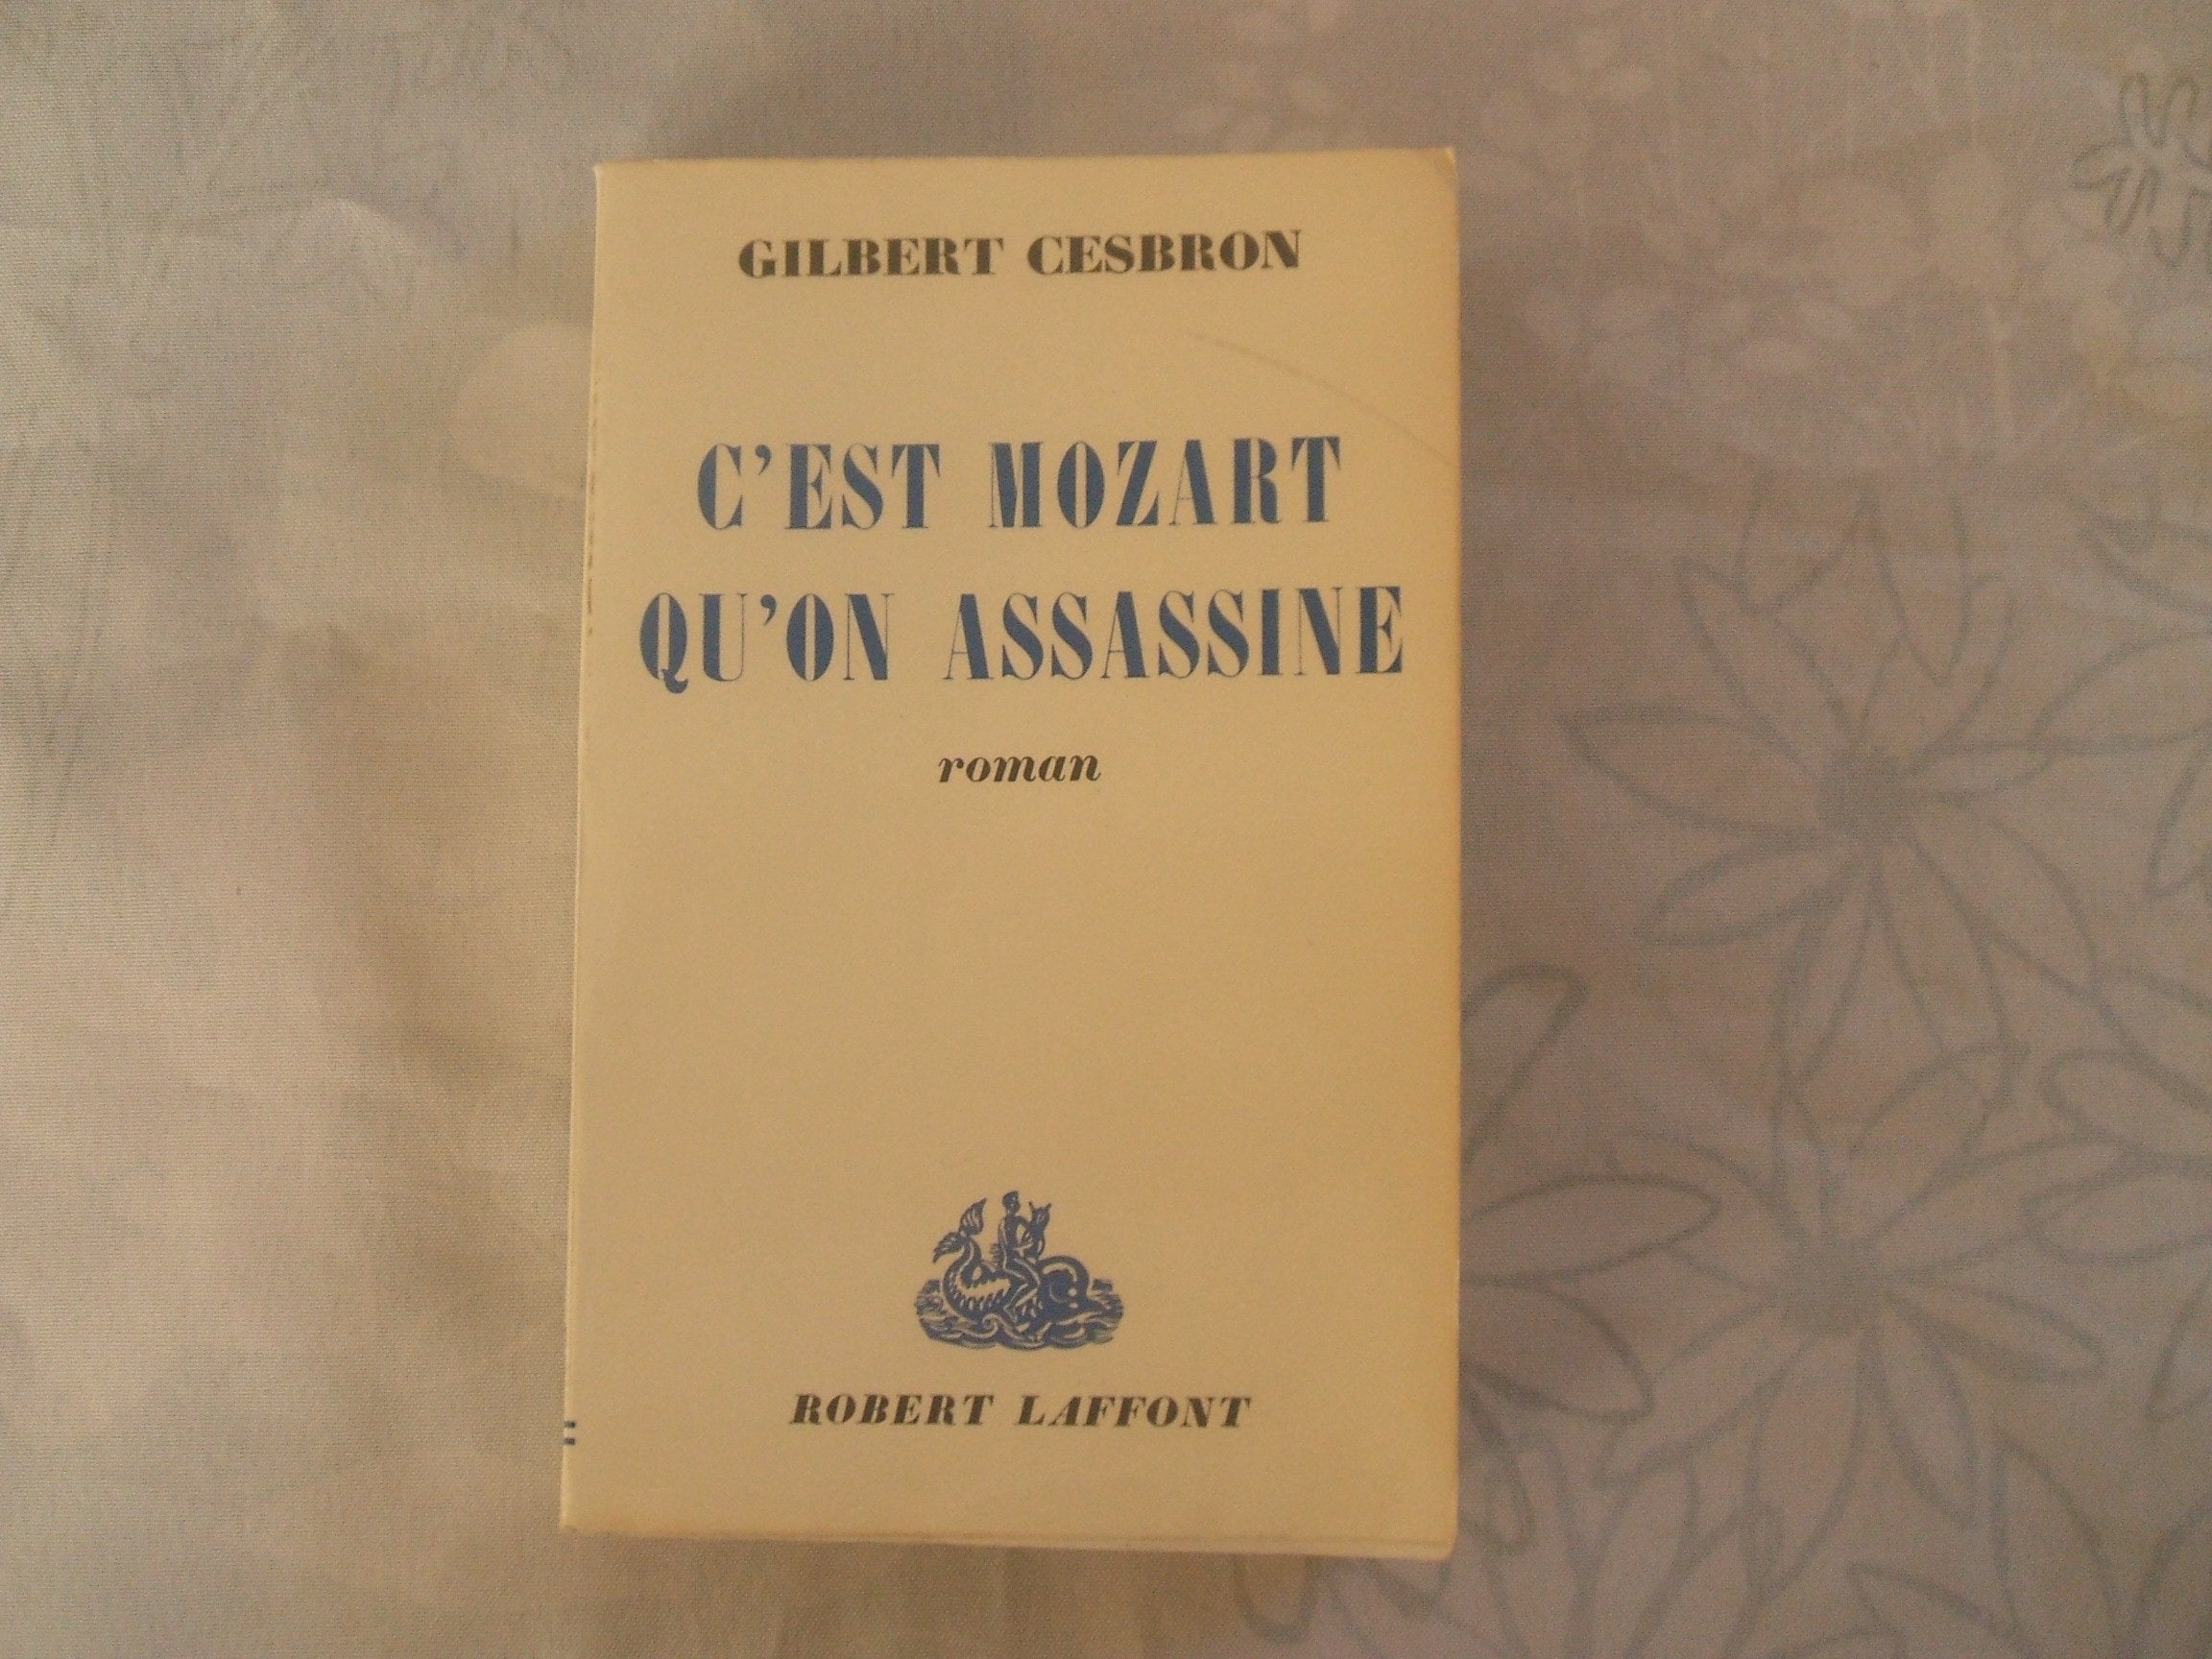 GILBERT CESBRON
C'EST MOZART
QU'ON ASSASSINE
roman
ROBERT LAFFONT